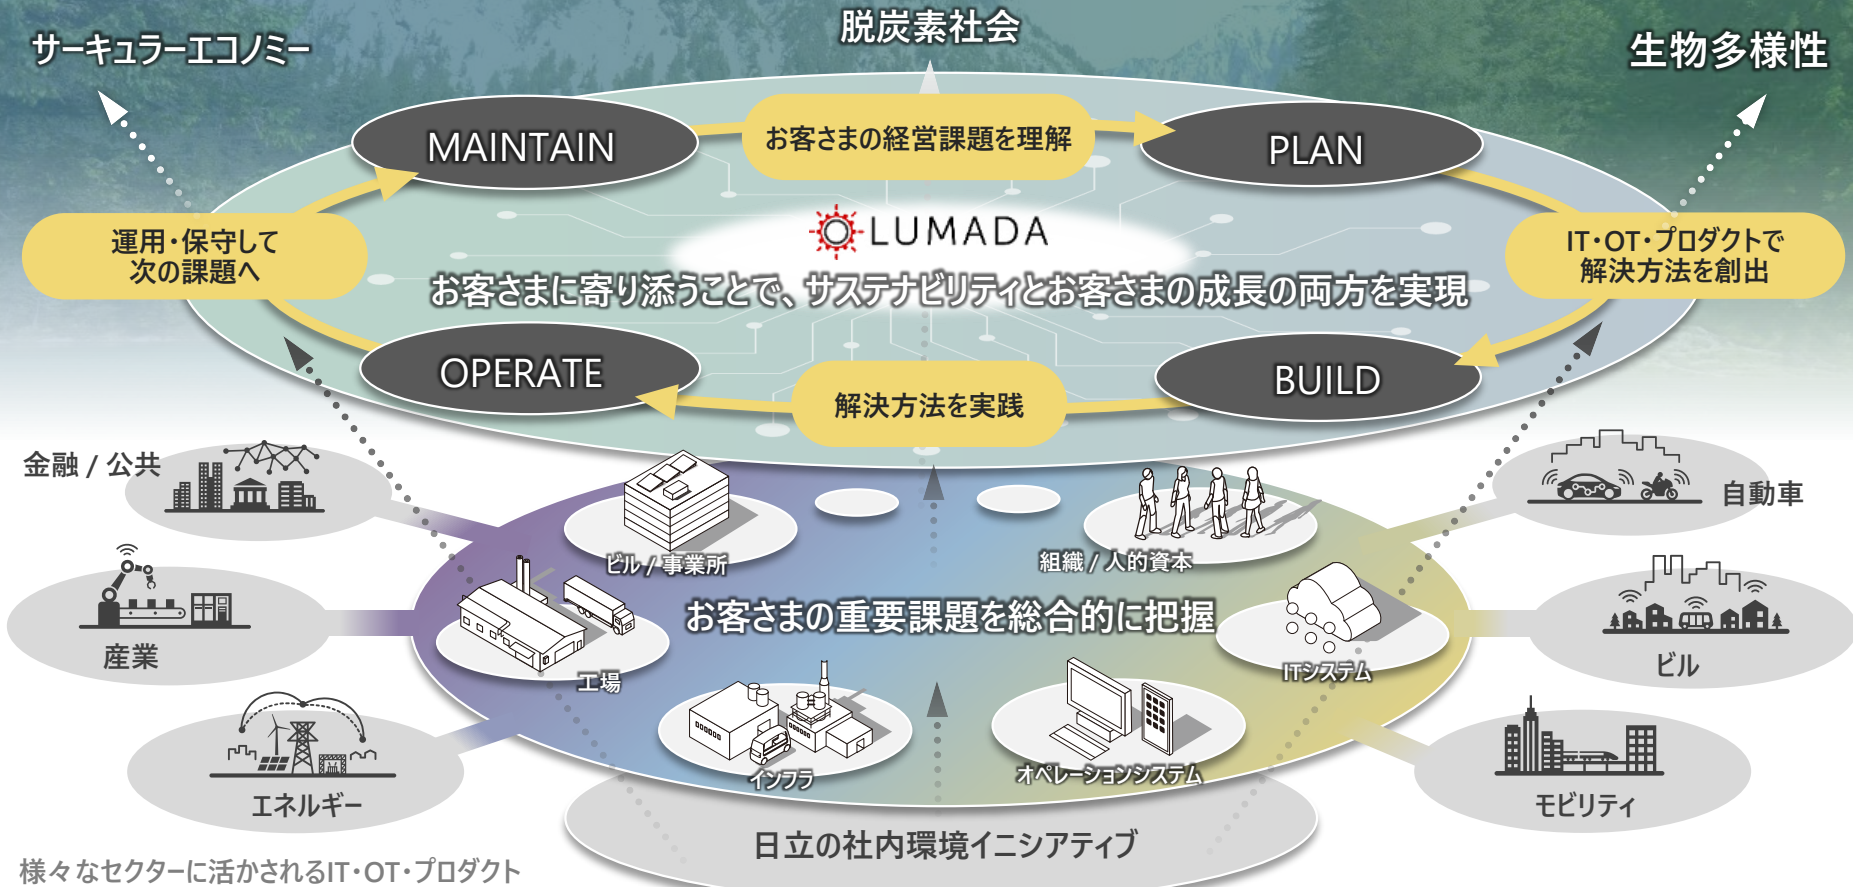 サーキュラーエコノミー
脱炭素社会
生物多様性
MAINTAIN
お客さまの経営課題を理解
PLAN
運用・保守して
次の課題へ
LUMADA
IT・OT・プロダクトで
解決方法を創出
お客さまに寄り添うことで、サステナビリティとお客さまの成長の両方を実現
OPERATE
解決方法を実践
BUILD
金融 / 公共
自動車
ビル / 事業所
組織 / 人的資本
お客さまの重要課題を総合的に把握
産業
工場
ITシステム
ビル
インフラ
オペレーションシステム
エネルギー
モビリティ
日立の社内環境イニシアティブ
様々なセクターに活かされるIT・OT・プロダクト